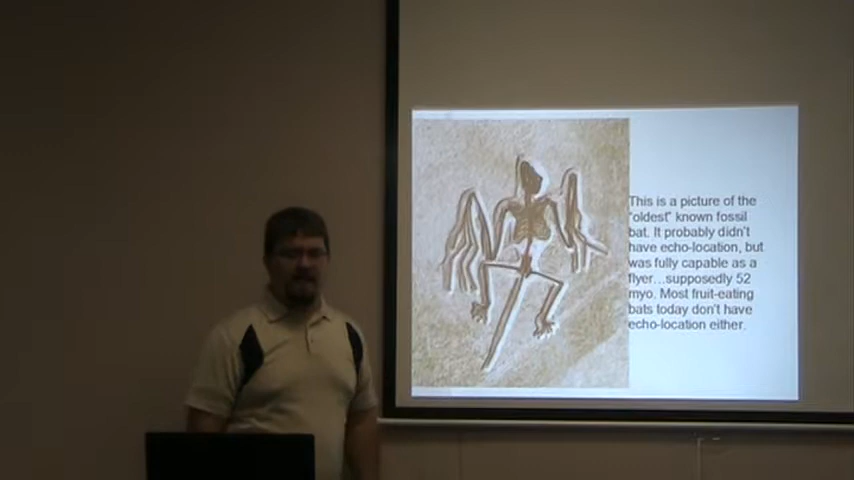 This is a picture of the
"oldest" known fossil
bat. It probably didn't
have echo-location, but
was fully capable as a
flyer...supposedly 52
myo. Most fruit-eating
bats today don't have
echo-location either.